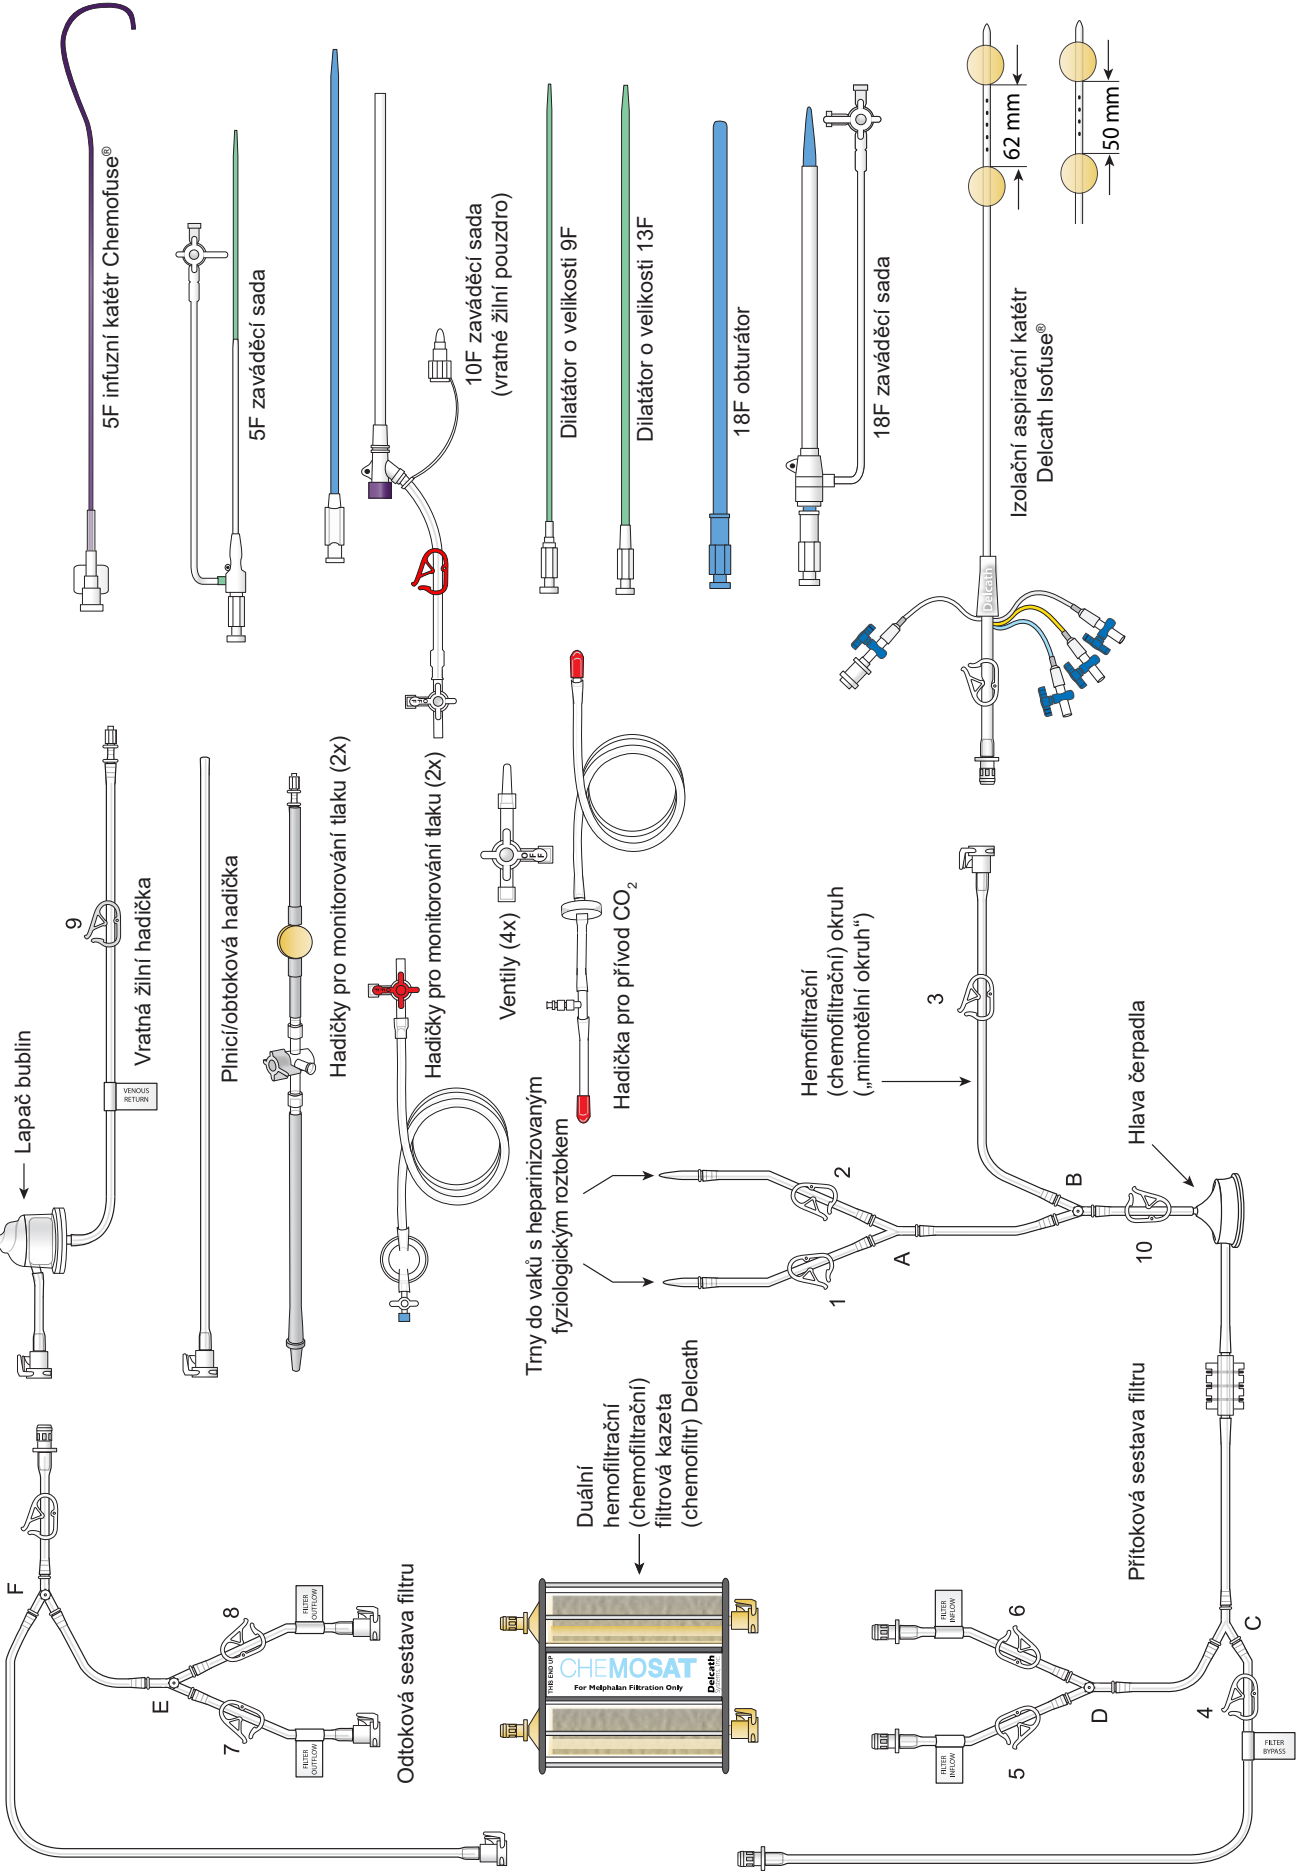 F
E
7
8
FILTER
OUTFLOW
FILTER
OUTFLOW
Odtoková sestava filtru
Lapač bublin
VENOUS
RETURN
9
Vratná žilní hadička
Plnicí/obtoková hadička
Hadičky pro monitorování tlaku (2x)
Hadičky pro monitorování tlaku (2x)
OFF
Ventily (4x)
Hadička pro přívod CO2
5F infuzní katétr Chemofuse®
5F zaváděcí sada
10F zaváděcí sada
(vratné žilní pouzdro)
Dilatátor o velikosti 9F
Dilatátor o velikosti 13F
18F obturátor
18F zaváděcí sada
Delcath
Izolační aspirační katétr
Delcath Isofuse®
62 mm
50 mm
Duální
hemofiltrační
(chemofiltrační)
filtrová kazeta
(chemofiltr) Delcath
THIS END UP
CHEMOSAT
For Melphalan Filtration Only
Delcath
Trny do vaků s heparinizovaným
fyziologickým roztokem
1
2
A
B
3
10
Hemofiltrační
(chemofiltrační) okruh
(„mimotělní okruh“)
Hlava čerpadla
Přítoková sestava filtru
FILTER
INFLOW
FILTER
INFLOW
5
6
D
C
4
FILTER
BYPASS